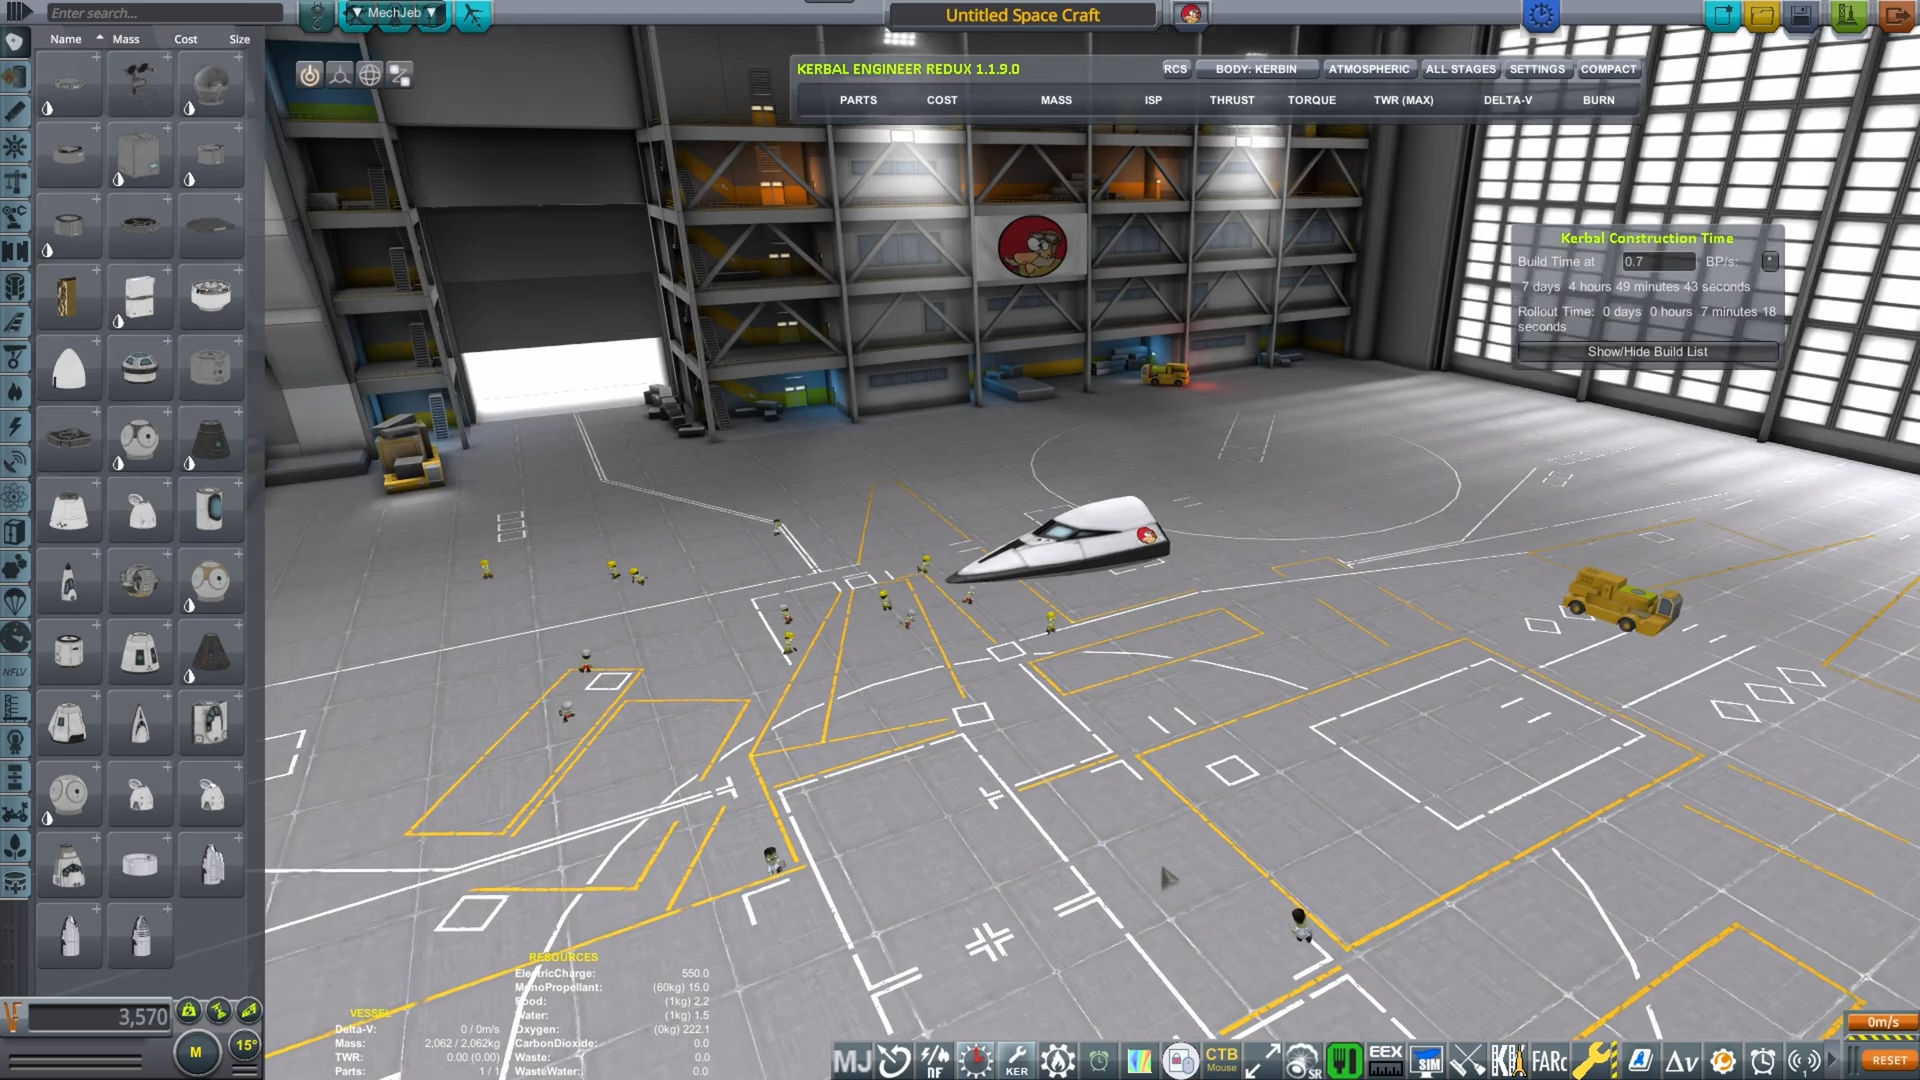 Enter search...
▼ MechJeb ▼
Untitled Space Craft
Name Mass Cost Size
KERBAL ENGINEER REDUX 1.1.9.0
RCS BODY: KERBIN ATMOSPHERIC ALL STAGES SETTINGS COMPACT
PARTS COST MASS ISP THRUST TORQUE TWR (MAX) DELTA-V BURN
Kerbal Construction Time
Build Time at 0.7 BP/s:
7 days 4 hours 49 minutes 43 seconds
Rollout Time: 0 days 0 hours 7 minutes 18
seconds
Show/Hide Build List
NFLV
3,570
M
15°
VESSEL
Delta-V: 0 / 0m/s
Mass: 2,062 / 2,062kg
TWR: 0.00 (0.00)
Parts: 1 / 1
RESOURCES
ElectricCharge: 550.0
MonoPropellant: (60kg) 15.0
Food: (1kg) 2.2
Water: (1kg) 1.5
Oxygen: (0kg) 222.1
CarbonDioxide: 0.0
Waste: 0.0
WasteWater: 0.0
MJ
NF
KER
CTB
Mouse
SR
EEX
SIM
FARc
Δv
0m/s
RESET